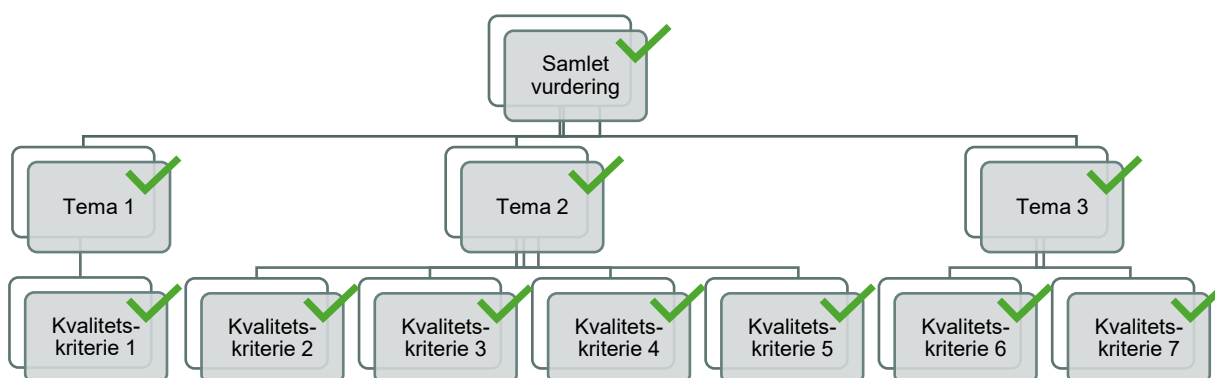 Samlet
vurdering
Tema 1
Tema 2
Tema 3
Kvalitets-
kriterie 1
Kvalitets-
kriterie 2
Kvalitets-
kriterie 3
Kvalitets-
kriterie 4
Kvalitets-
kriterie 5
Kvalitets-
kriterie 6
Kvalitets-
kriterie 7